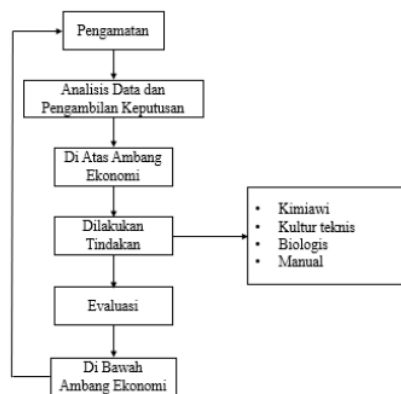 Pengamatan
Analisis Data dan
Pengambilan Keputusan
Di Atas Ambang
Ekonomi
Dilakukan
Tindakan
• Kimiawi
• Kultur teknis
• Biologis
• Manual
Evaluasi
Di Bawah
Ambang Ekonomi